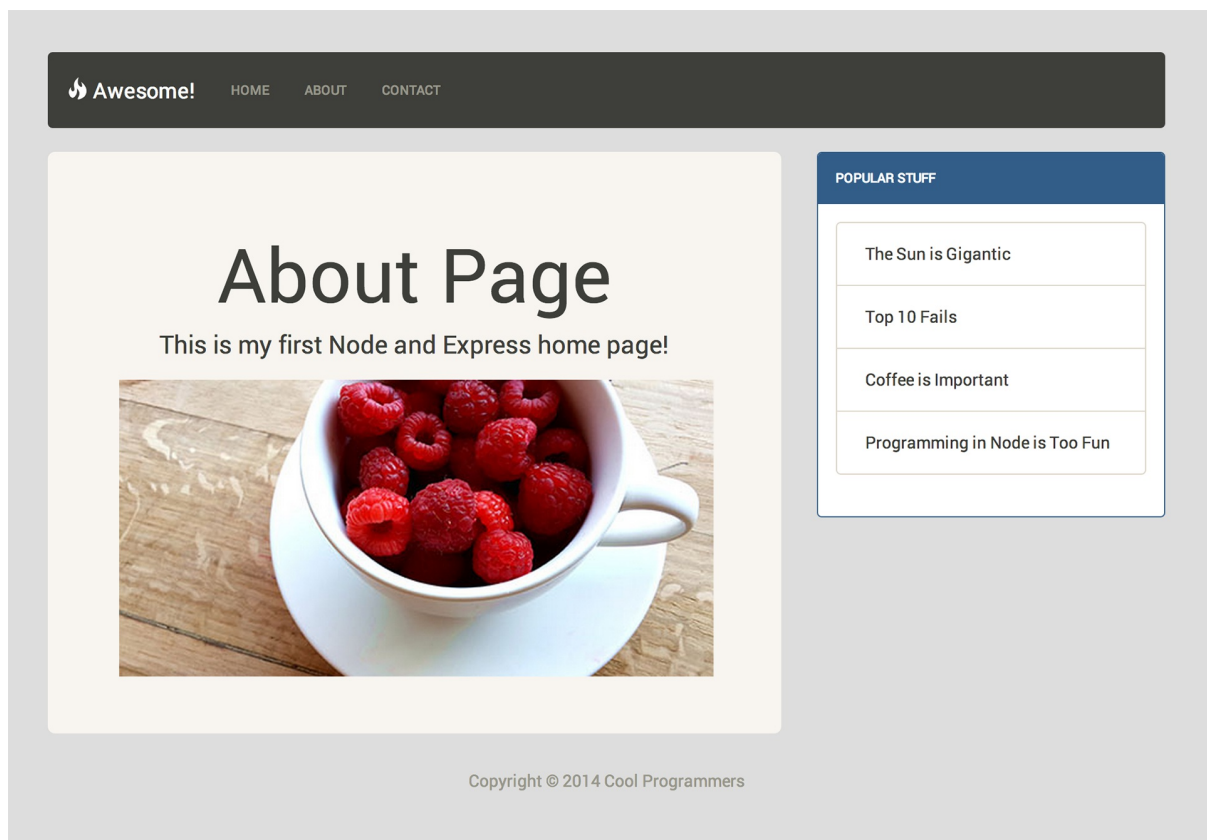 Awesome! HOME ABOUT CONTACT
About Page
This is my first Node and Express home page!
POPULAR STUFF
The Sun is Gigantic
Top 10 Fails
Coffee is Important
Programming in Node is Too Fun
Copyright © 2014 Cool Programmers